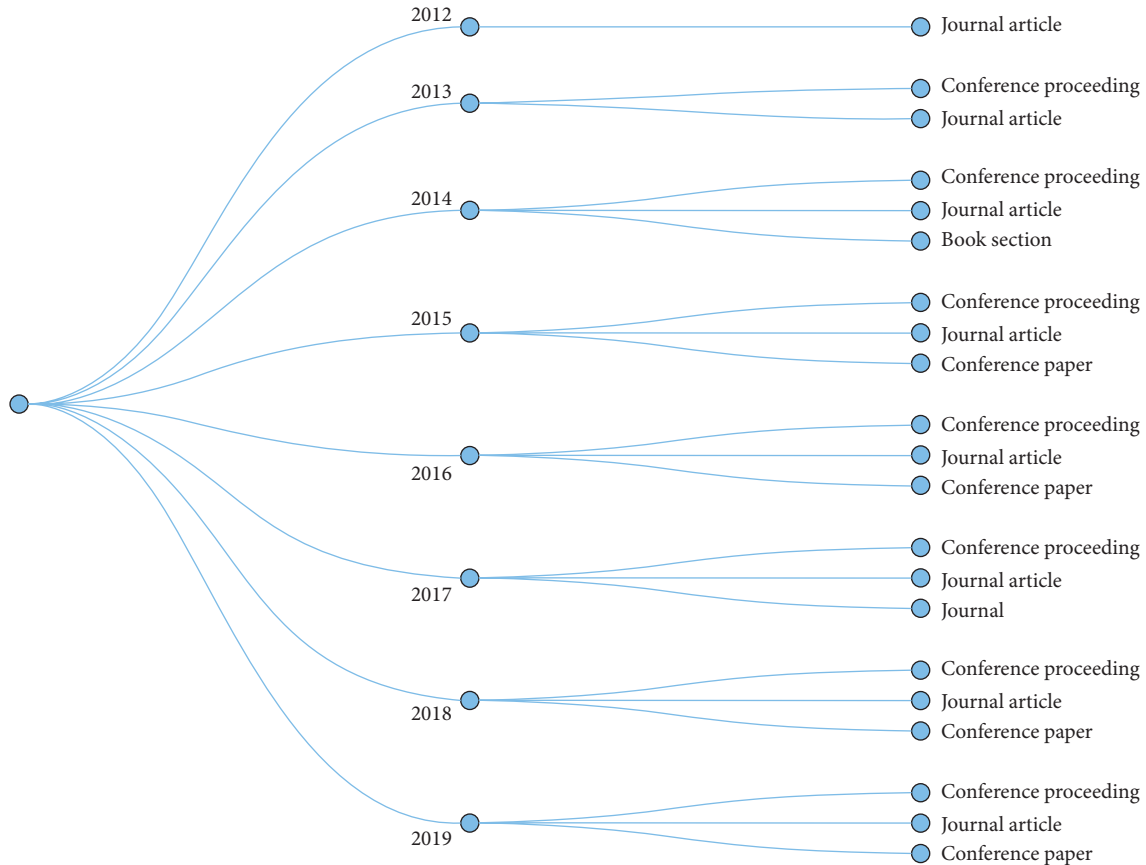 2012
Journal article
2013
Conference proceeding
Journal article
2014
Conference proceeding
Journal article
Book section
2015
Conference proceeding
Journal article
Conference paper
2016
Conference proceeding
Journal article
Conference paper
2017
Conference proceeding
Journal article
Journal
2018
Conference proceeding
Journal article
Conference paper
2019
Conference proceeding
Journal article
Conference paper